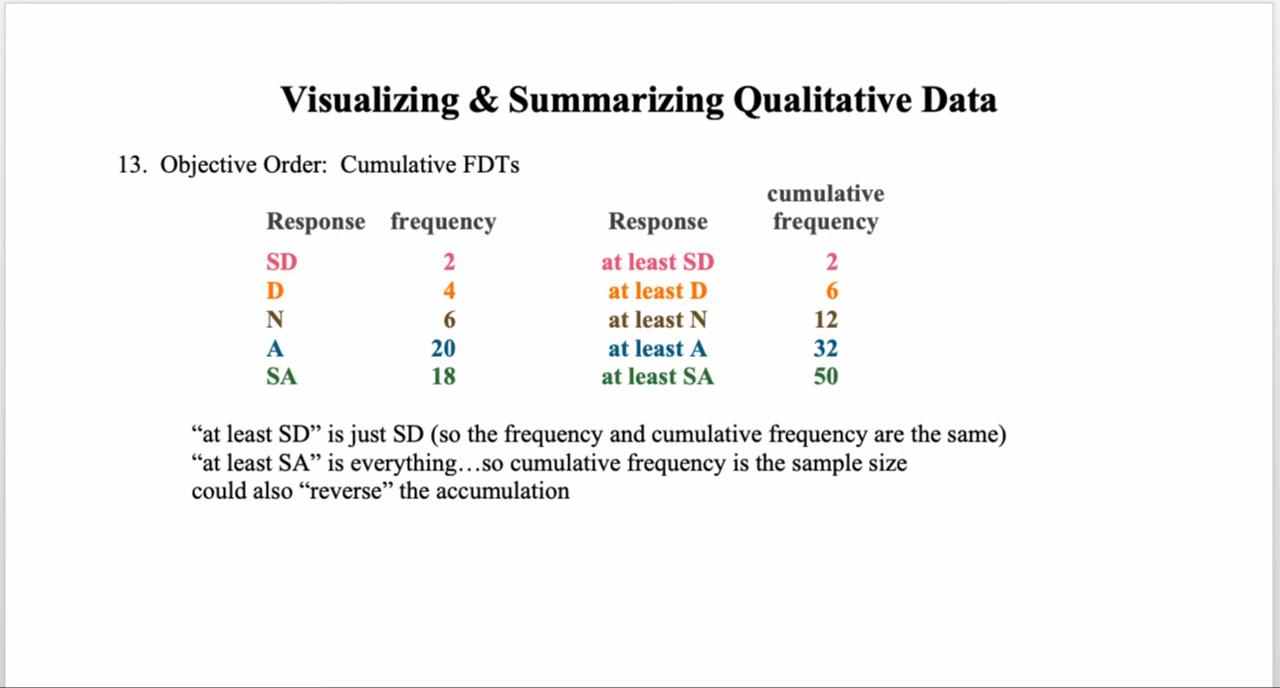 Visualizing & Summarizing Qualitative Data
13. Objective Order: Cumulative FDTs
Response frequency Response cumulative frequency
SD 2 at least SD 2
D 4 at least D 6
N 6 at least N 12
A 20 at least A 32
SA 18 at least SA 50
“at least SD” is just SD (so the frequency and cumulative frequency are the same)
“at least SA” is everything…so cumulative frequency is the sample size
could also “reverse” the accumulation